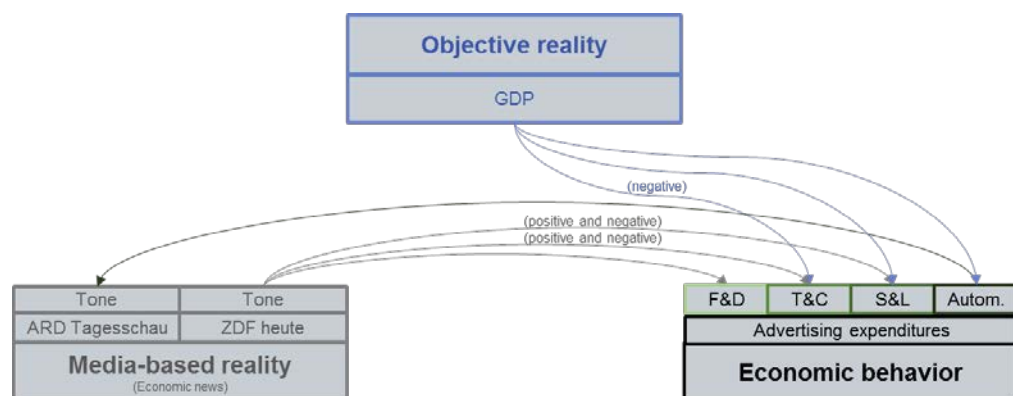 Objective reality
GDP
(negative)
(positive and negative)
(positive and negative)
Tone
Tone
F&D
T&C
S&L
Autom.
ARD Tagesschau
ZDF heute
Advertising expenditures
Media-based reality
(Economic news)
Economic behavior